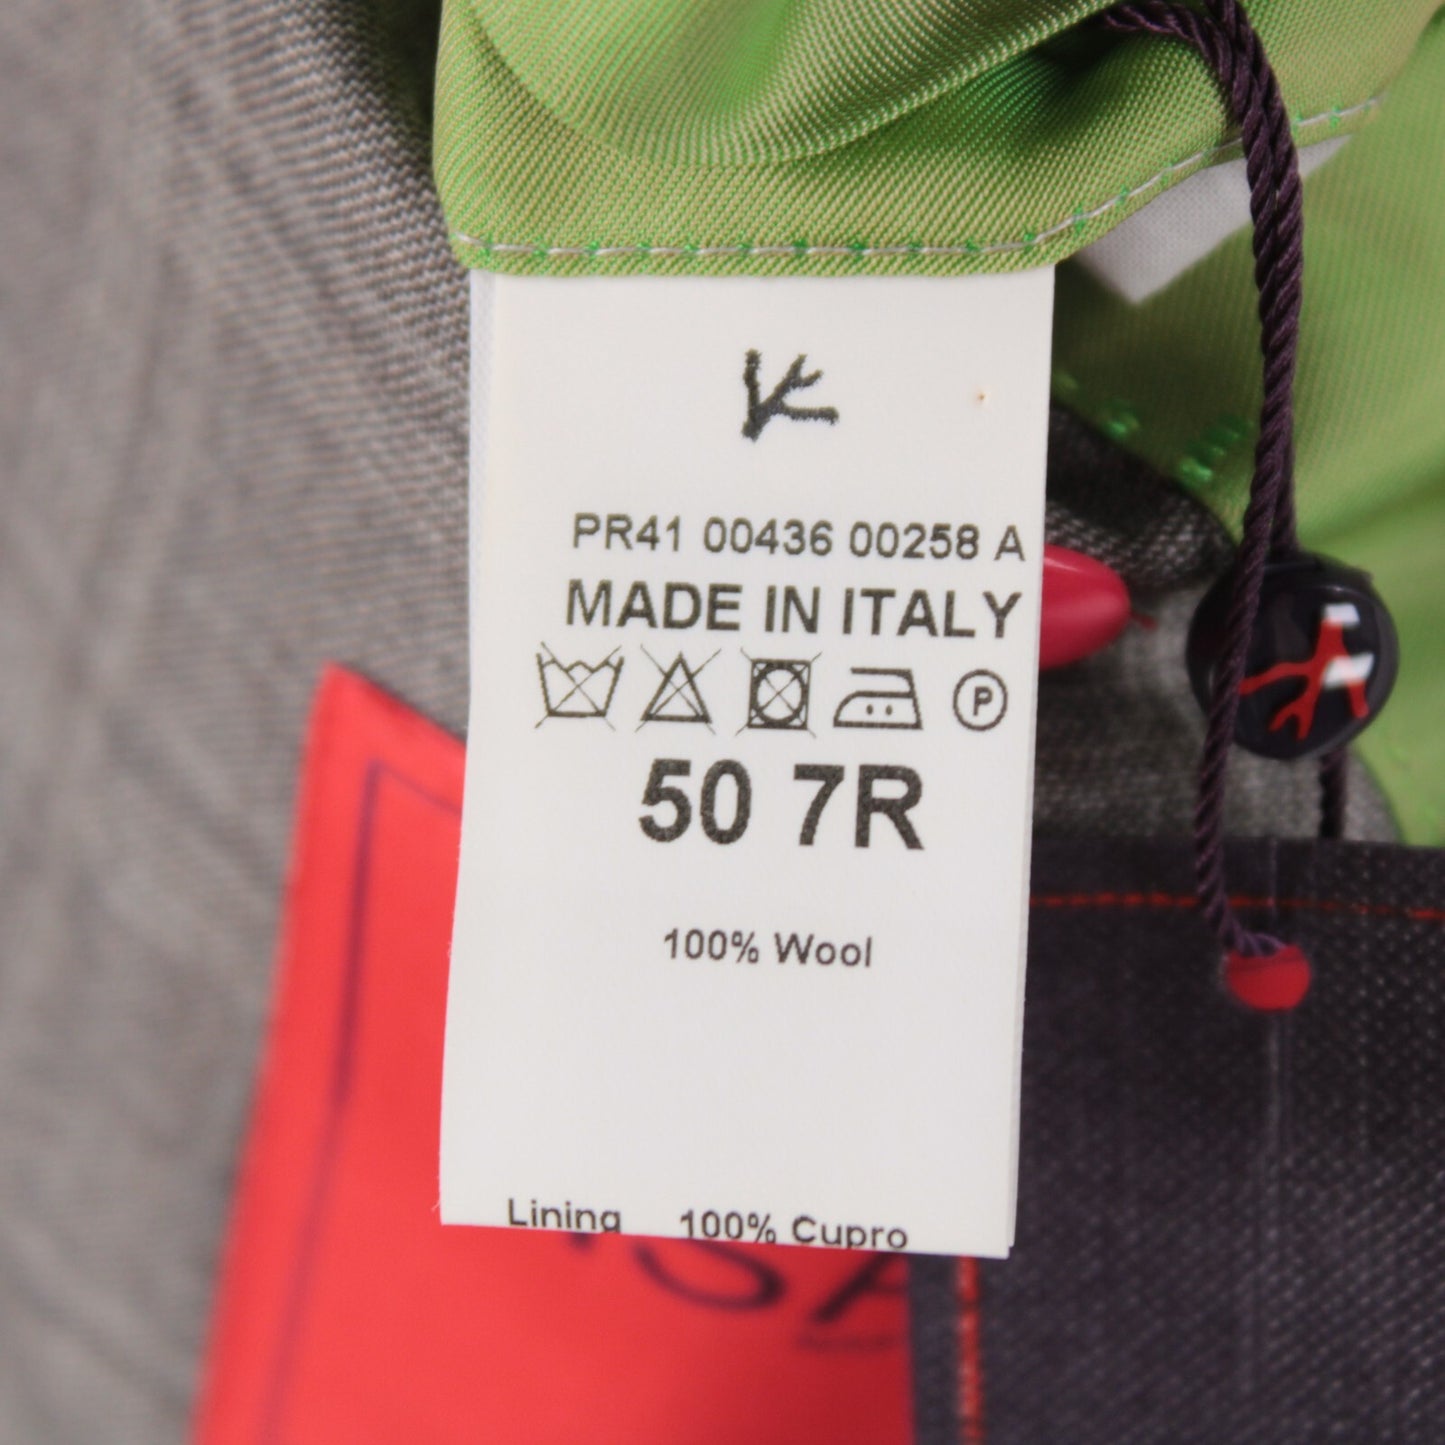 PR41 00436 00258 A
MADE IN ITALY
P
50 7R
100% Wool
Lining 100% Cupro